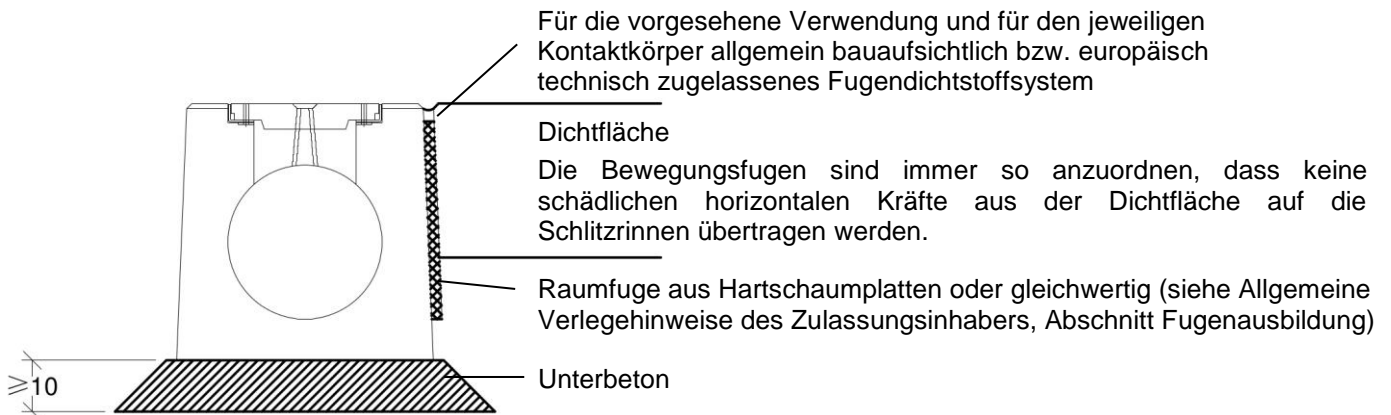 Für die vorgesehene Verwendung und für den jeweiligen
Kontaktkörper allgemein bauaufsichtlich bzw. europäisch
technisch zugelassenes Fugendichtstoffsystem
Dichtfläche
Die Bewegungsfugen sind immer so anzuordnen, dass keine
schädlichen horizontalen Kräfte aus der Dichtfläche auf die
Schlitzrinnen übertragen werden.
Raumfuge aus Hartschaumplatten oder gleichwertig (siehe Allgemeine
Verlegehinweise des Zulassungsinhabers, Abschnitt Fugenausbildung)
Unterbeton
⩾10